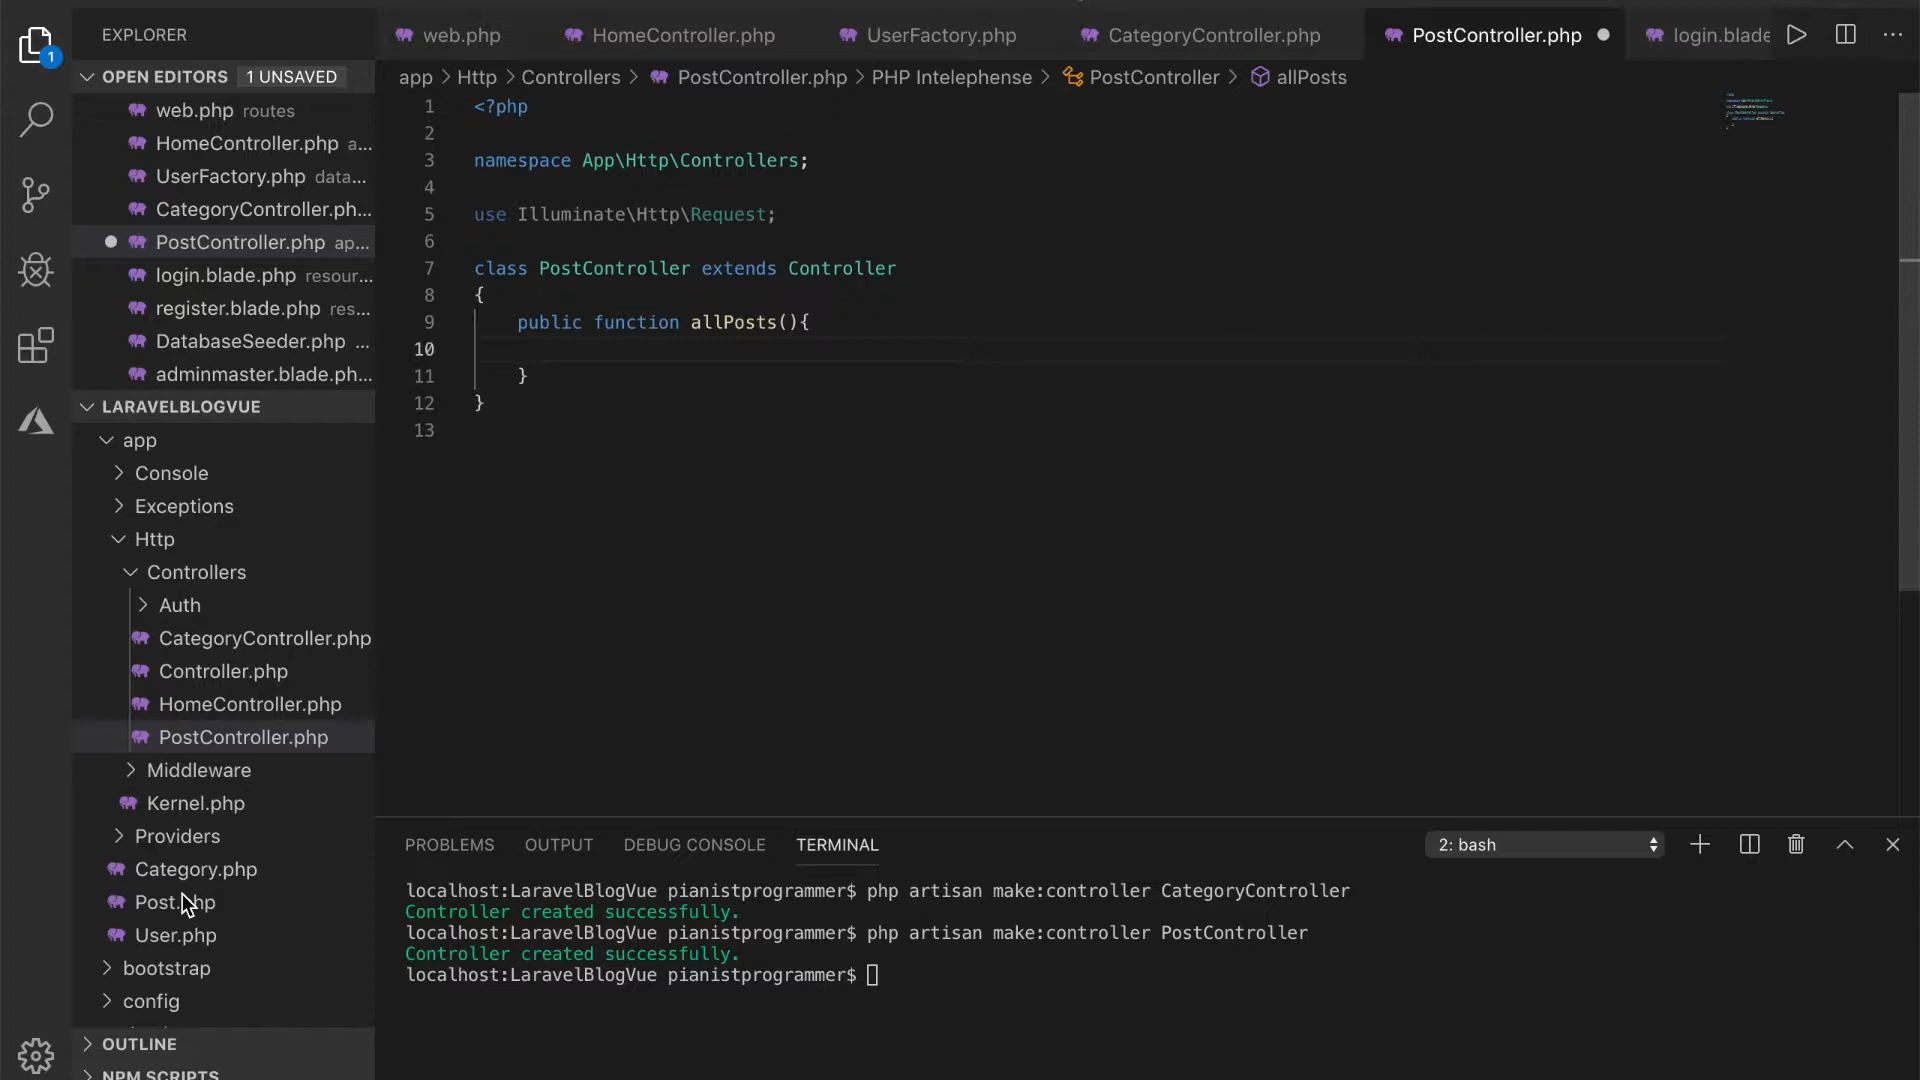 EXPLORER
OPEN EDITORS 1 UNSAVED
web.php routes
HomeController.php a...
UserFactory.php data...
CategoryController.ph...
PostController.php ap...
login.blade.php resour...
register.blade.php res...
DatabaseSeeder.php ...
adminmaster.blade.ph...
LARAVELBLOGVUE
app
Console
Exceptions
Http
Controllers
Auth
CategoryController.php
Controller.php
HomeController.php
PostController.php
Middleware
Kernel.php
Providers
Category.php
Post.php
User.php
bootstrap
config
OUTLINE
NPM SCRIPTS
1
web.php HomeController.php UserFactory.php CategoryController.php PostController.php login.blade
app > Http > Controllers > PostController.php > PHP Intelephense > PostController > allPosts
1 <?php
2
3 namespace App\Http\Controllers;
4
5 use Illuminate\Http\Request;
6
7 class PostController extends Controller
8 {
9 public function allPosts(){
10
11 }
12 }
13
PROBLEMS OUTPUT DEBUG CONSOLE TERMINAL 2: bash
localhost:LaravelBlogVue pianistprogrammer$ php artisan make:controller CategoryController
Controller created successfully.
localhost:LaravelBlogVue pianistprogrammer$ php artisan make:controller PostController
Controller created successfully.
localhost:LaravelBlogVue pianistprogrammer$